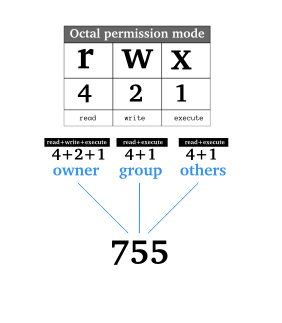 Octal permission mode
r w x
4 2 1
read write execute
read+write+execute read+execute read+execute
4+2+1 4+1 4+1
owner group others
755